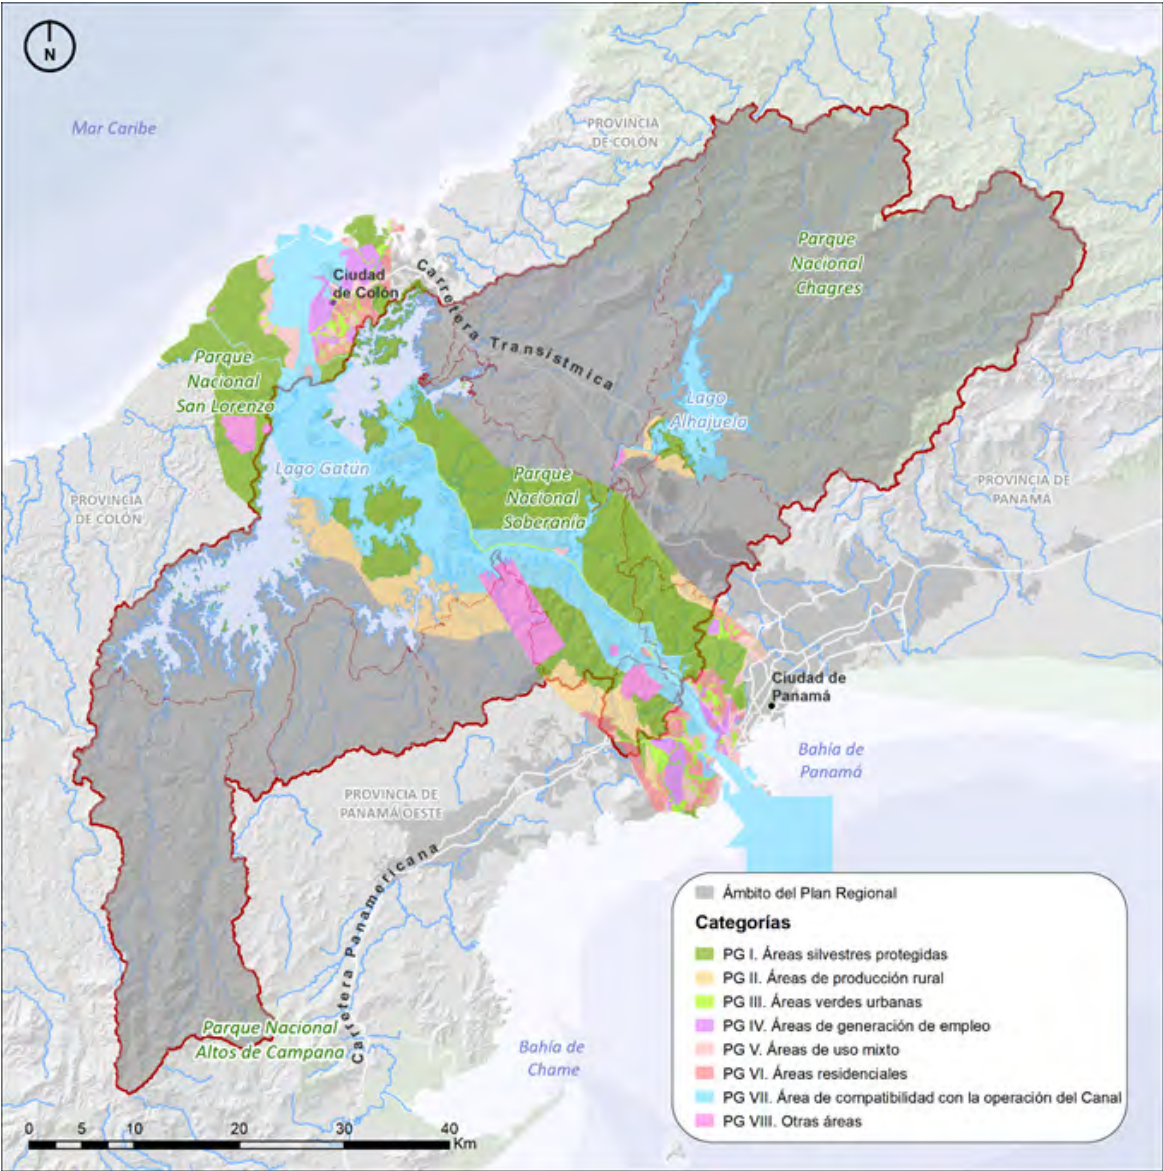 N
Mar Caribe
PROVINCIA
DE COLÓN
Parque
Nacional
Chagres
Ciudad
de Colón
Carretera Transístmica
Parque
Nacional
San Lorenzo
Lago
Alhajuela
Lago Gatún
Parque
Nacional
Soberanía
PROVINCIA
DE COLÓN
PROVINCIA DE
PANAMÁ
Ciudad de
Panamá
Bahía de
Panamá
PROVINCIA DE
PANAMÁ OESTE
Carretera Panamericana
Parque Nacional
Altos de Campana
Bahía de
Chame
Ámbito del Plan Regional
Categorías
PG I. Áreas silvestres protegidas
PG II. Áreas de producción rural
PG III. Áreas verdes urbanas
PG IV. Áreas de generación de empleo
PG V. Áreas de uso mixto
PG VI. Áreas residenciales
PG VII. Área de compatibilidad con la operación del Canal
PG VIII. Otras áreas
0 5 10 20 30 40
Km